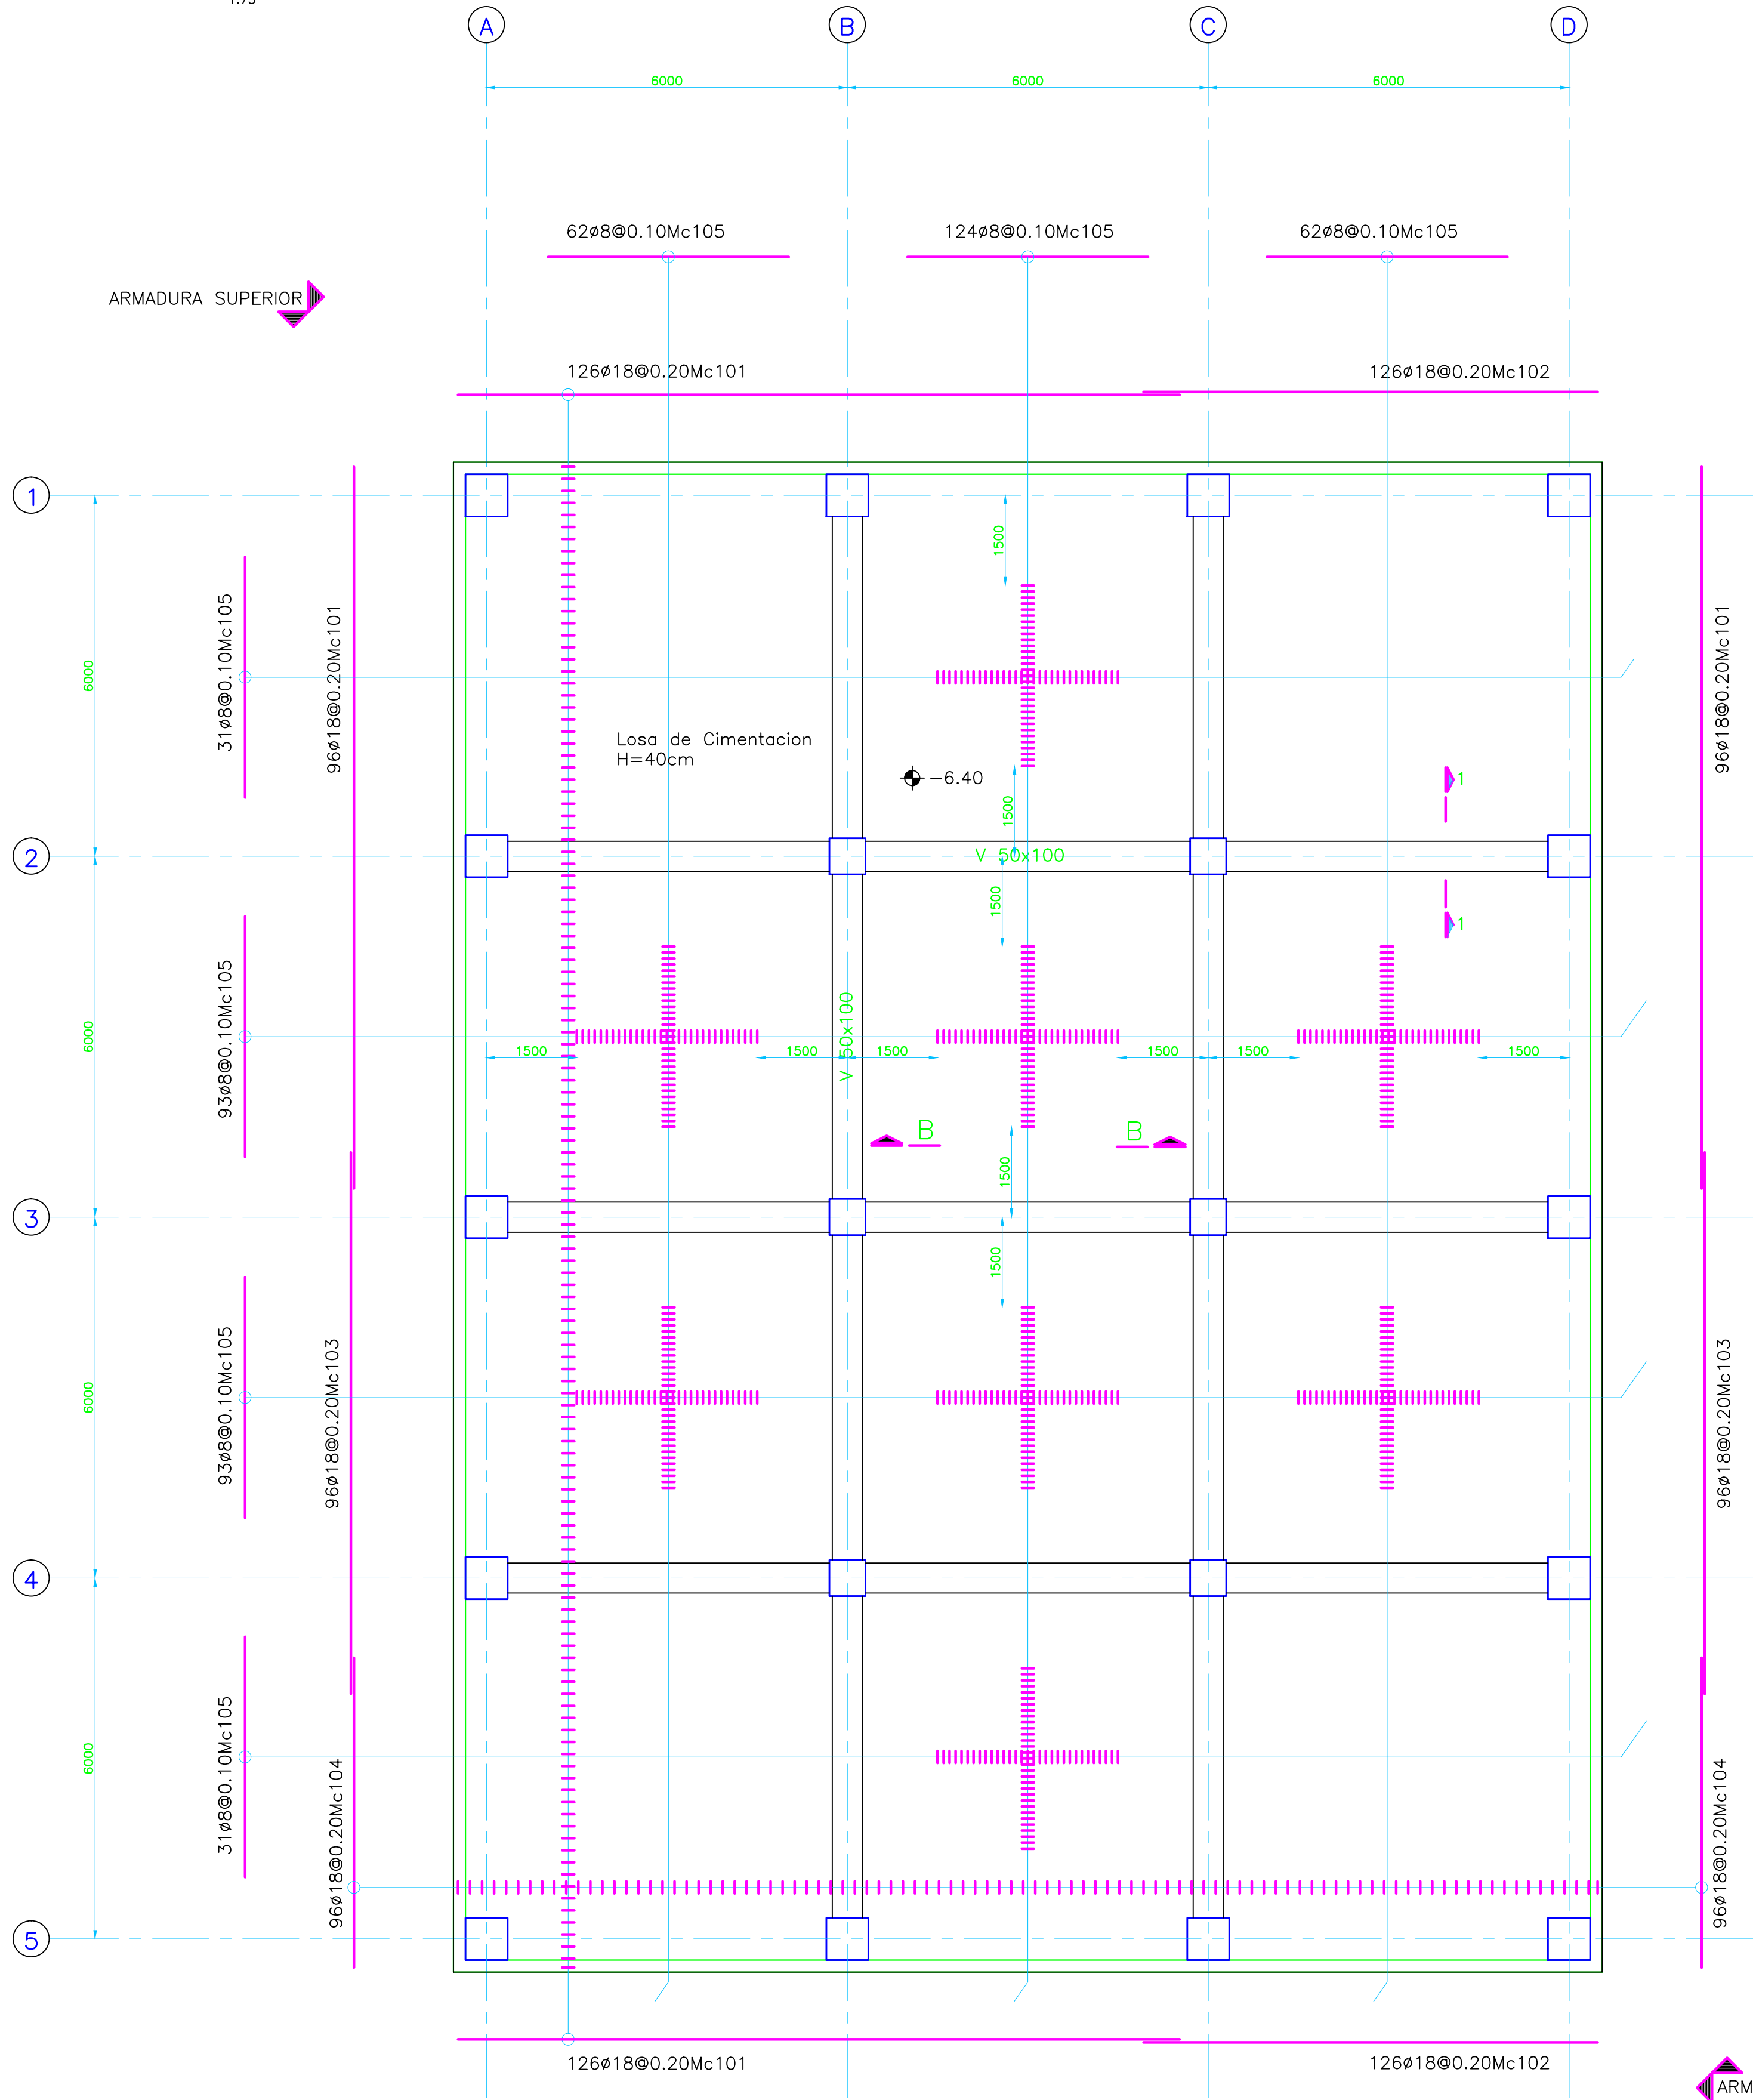 A
B
C
D
6000
6000
6000
62ø8@0.10Mc105
124ø8@0.10Mc105
62ø8@0.10Mc105
ARMADURA SUPERIOR
126ø18@0.20Mc101
126ø18@0.20Mc102
1
1500
31ø8@0.10Mc105
96ø18@0.20Mc101
96ø18@0.20Mc101
6000
Losa de Cimentacion
H=40cm
-6.40
1
1500
2
V 50x100
1500
1
93ø8@0.10Mc105
6000
V 50x100
1500
1500
1500
1500
1500
1500
B
B
1500
3
1500
93ø8@0.10Mc105
96ø18@0.20Mc103
96ø18@0.20Mc103
6000
4
31ø8@0.10Mc105
6000
96ø18@0.20Mc104
96ø18@0.20Mc104
5
126ø18@0.20Mc101
126ø18@0.20Mc102
ARM